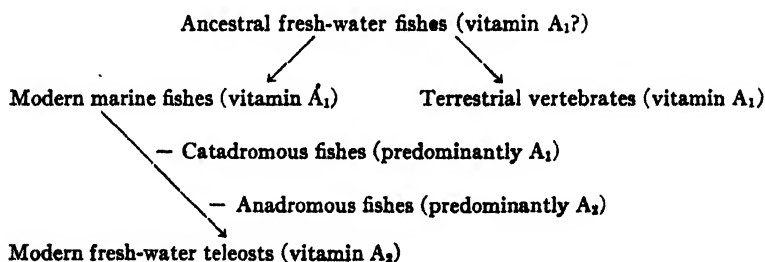 Ancestral fresh-water fishes (vitamin A₁?)
Modern marine fishes (vitamin Á₁) Terrestrial vertebrates (vitamin A₁)
— Catadromous fishes (predominantly A₁)
— Anadromous fishes (predominantly A₂)
Modern fresh-water teleosts (vitamin A₂)